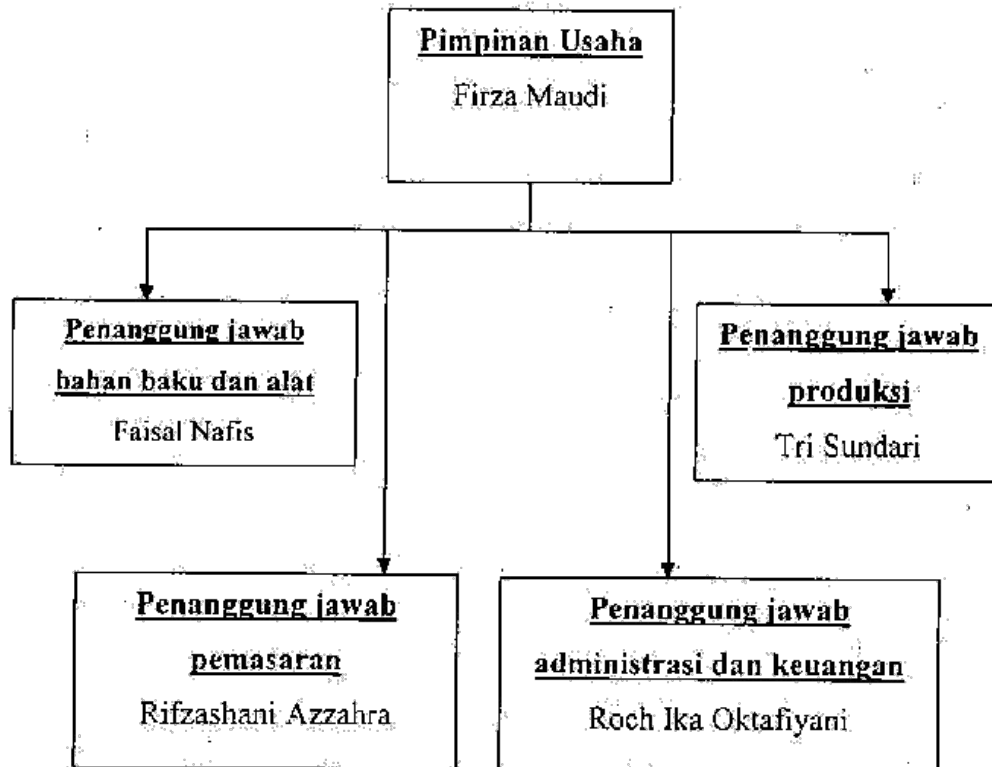 Pimpinan Usaha
Firza Maudi
Penanggung jawab
bahan baku dan alat
Faisal Nafis
Penanggung jawab
produksi
Tri Sundari
Penanggung jawab
pemasaran
Rifzashani Azzahra
Penanggung jawab
administrasi dan keuangan
Roch Ika Oktafiyani